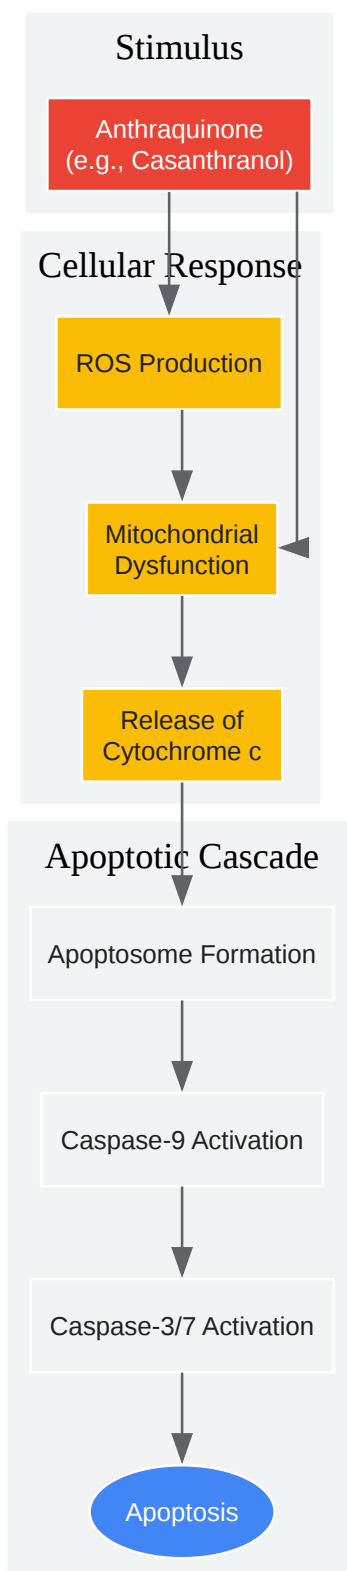 Stimulus
Anthraquinone
(e.g., Casanthranol)
Cellular Response
ROS Production
Mitochondrial
Dysfunction
Release of
Cytochrome c
Apoptotic Cascade
Apoptosome Formation
Caspase-9 Activation
Caspase-3/7 Activation
Apoptosis